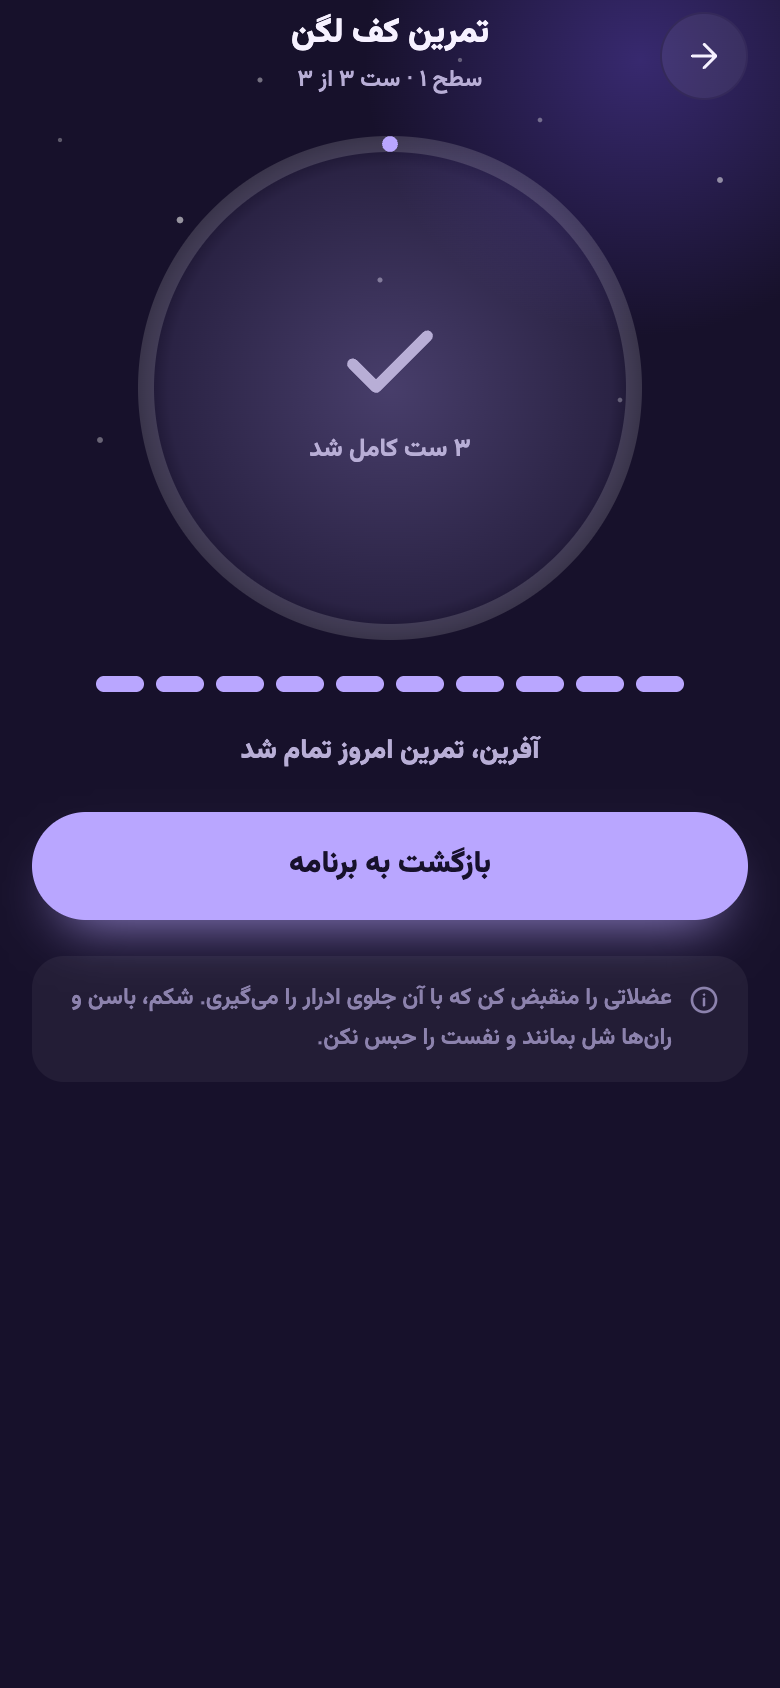 تمرین کف لگن
سطح ۱ · ست ۳ از ۳
۳ ست کامل شد
آفرین، تمرین امروز تمام شد
بازگشت به برنامه
عضلاتی را منقبض کن که با آن جلوی ادرار را می‌گیری. شکم، باسن و
ران‌ها شل بمانند و نفست را حبس نکن.